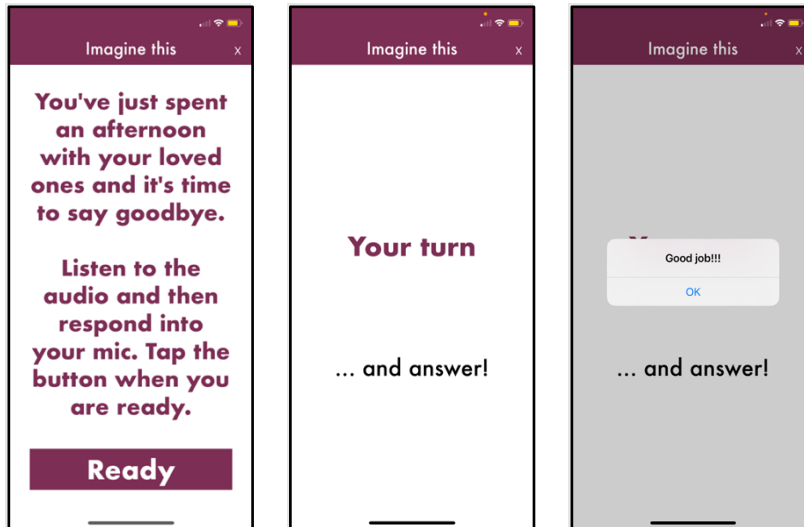 Imagine this x
You've just spent
an afternoon
with your loved
ones and it's time
to say goodbye.
Listen to the
audio and then
respond into
your mic. Tap the
button when you
are ready.
Ready
Imagine this x
Your turn
... and answer!
Imagine this x
Good job!!!
OK
... and answer!